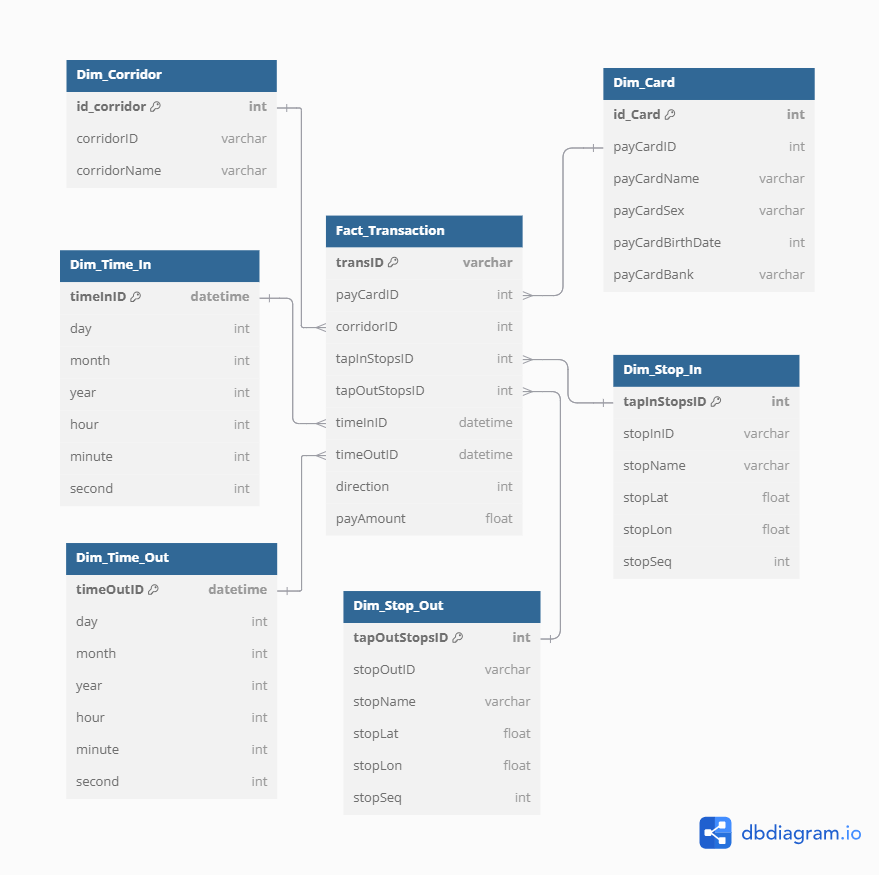 Dim_Corridor
id_corridor int
corridorID varchar
corridorName varchar
Dim_Card
id_Card int
payCardID int
payCardName varchar
payCardSex varchar
payCardBirthDate int
payCardBank varchar
Fact_Transaction
transID varchar
payCardID int
corridorID int
tapInStopsID int
tapOutStopsID int
timeInID datetime
timeOutID datetime
direction int
payAmount float
Dim_Time_In
timeInID datetime
day int
month int
year int
hour int
minute int
second int
Dim_Stop_In
tapInStopsID int
stopInID varchar
stopName varchar
stopLat float
stopLon float
stopSeq int
Dim_Time_Out
timeOutID datetime
day int
month int
year int
hour int
minute int
second int
Dim_Stop_Out
tapOutStopsID int
stopOutID varchar
stopName varchar
stopLat float
stopLon float
stopSeq int
dbdiagram.io